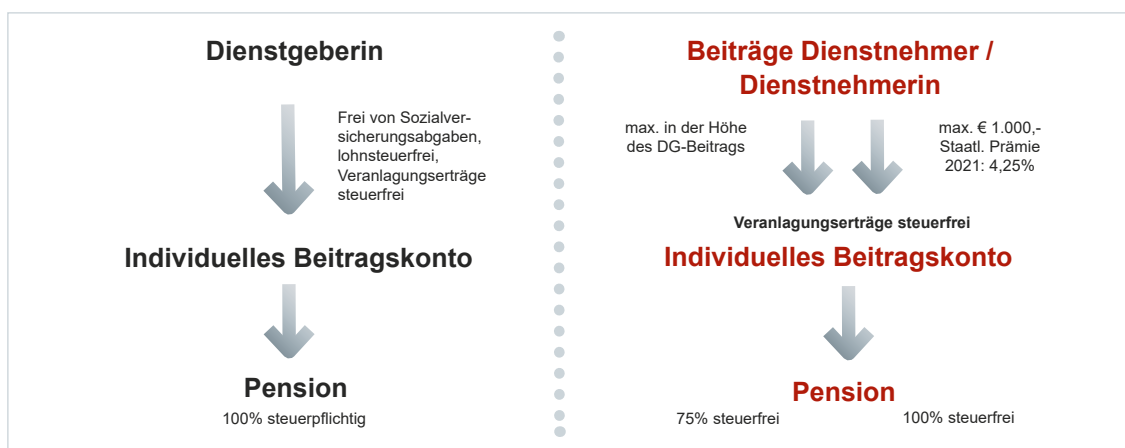 Dienstgeberin
Frei von Sozialver-
sicherungsabgaben,
lohnsteuerfrei,
Veranlagungserträge
steuerfrei
Individuelles Beitragskonto
Pension
100% steuerpflichtig
Beiträge Dienstnehmer /
Dienstnehmerin
max. in der Höhe
des DG-Beitrags
max. € 1.000,-
Staatl. Prämie
2021: 4,25%
Veranlagungserträge steuerfrei
Individuelles Beitragskonto
Pension
75% steuerfrei
100% steuerfrei